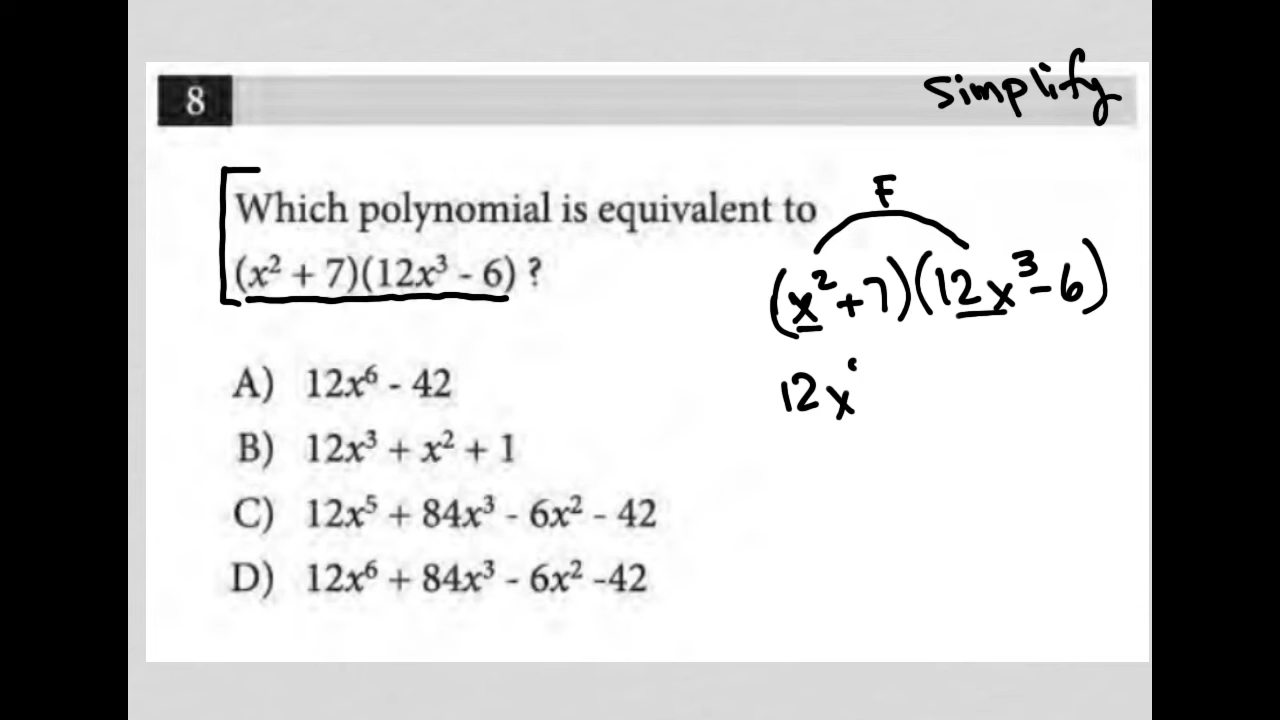 simplify
8
Which polynomial is equivalent to
(x² + 7)(12x³ - 6) ?
F
(x²+7)(12x³-6)
12x
A) 12x⁶ - 42
B) 12x³ + x² + 1
C) 12x⁵ + 84x³ - 6x² - 42
D) 12x⁶ + 84x³ - 6x² -42